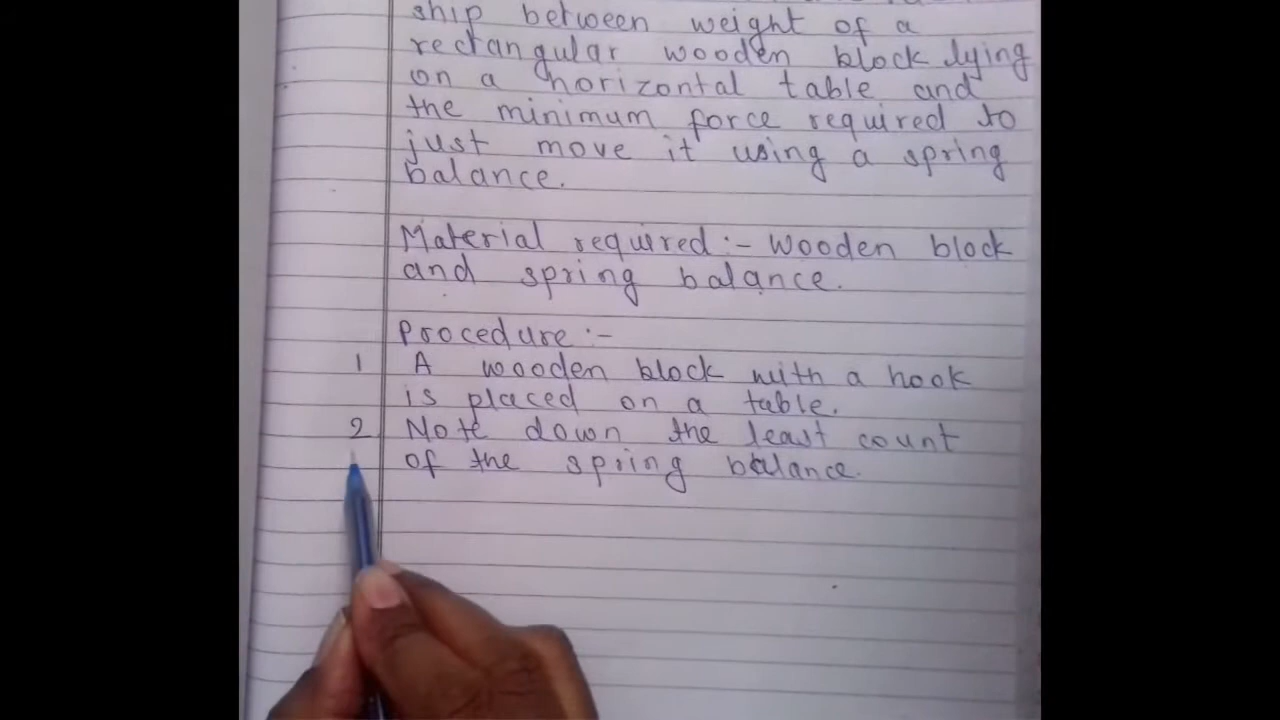 ship between weight of a
rectangular wooden block lying
on a horizontal table and
the minimum force required to
just move it using a spring
balance.
Material required :- Wooden block
and spring balance.
Procedure :-
1 A wooden block with a hook
is placed on a table.
2 Note down the least count
of the spring balance.